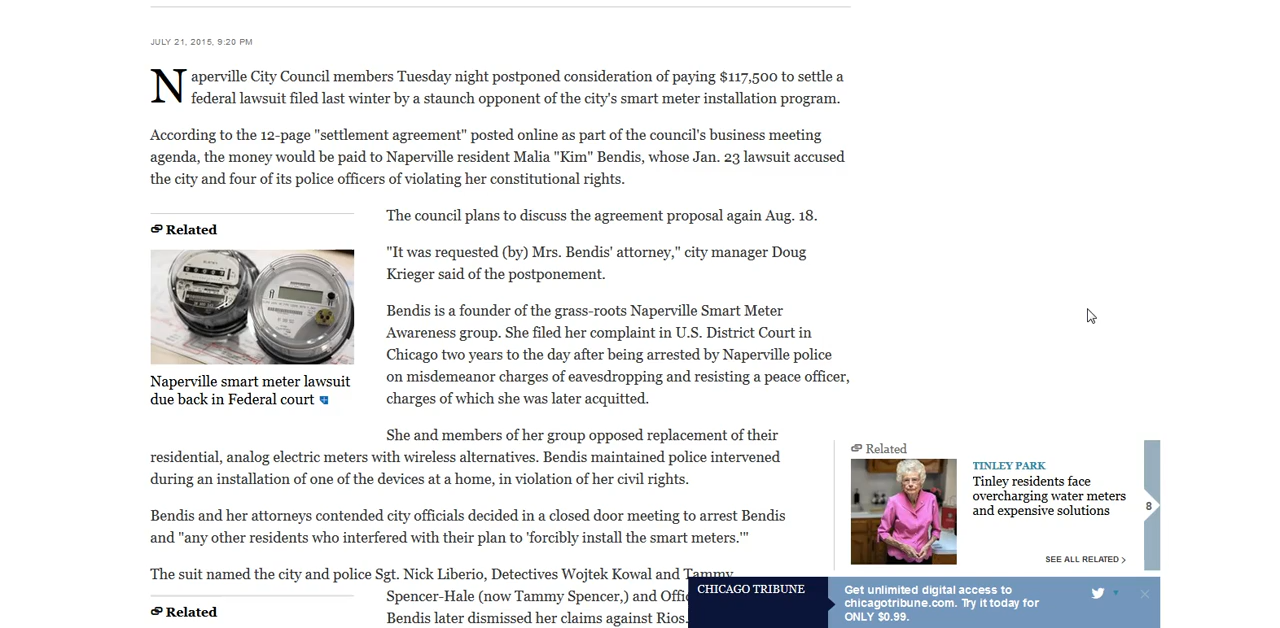 JULY 21, 2015, 9:20 PM
Naperville City Council members Tuesday night postponed consideration of paying $117,500 to settle a
federal lawsuit filed last winter by a staunch opponent of the city's smart meter installation program.
According to the 12-page "settlement agreement" posted online as part of the council's business meeting
agenda, the money would be paid to Naperville resident Malia "Kim" Bendis, whose Jan. 23 lawsuit accused
the city and four of its police officers of violating her constitutional rights.
Related
Naperville smart meter lawsuit
due back in Federal court
The council plans to discuss the agreement proposal again Aug. 18.
"It was requested (by) Mrs. Bendis' attorney," city manager Doug
Krieger said of the postponement.
Bendis is a founder of the grass-roots Naperville Smart Meter
Awareness group. She filed her complaint in U.S. District Court in
Chicago two years to the day after being arrested by Naperville police
on misdemeanor charges of eavesdropping and resisting a peace officer,
charges of which she was later acquitted.
She and members of her group opposed replacement of their
residential, analog electric meters with wireless alternatives. Bendis maintained police intervened
during an installation of one of the devices at a home, in violation of her civil rights.
Bendis and her attorneys contended city officials decided in a closed door meeting to arrest Bendis
and "any other residents who interfered with their plan to 'forcibly install the smart meters.'"
The suit named the city and police Sgt. Nick Liberio, Detectives Wojtek Kowal and Tammy
Spencer-Hale (now Tammy Spencer,) and Offi
Bendis later dismissed her claims against Rios.
Related
Related
TINLEY PARK
Tinley residents face
overcharging water meters
and expensive solutions
8
SEE ALL RELATED >
CHICAGO TRIBUNE
Get unlimited digital access to
chicagotribune.com. Try it today for
ONLY $0.99.